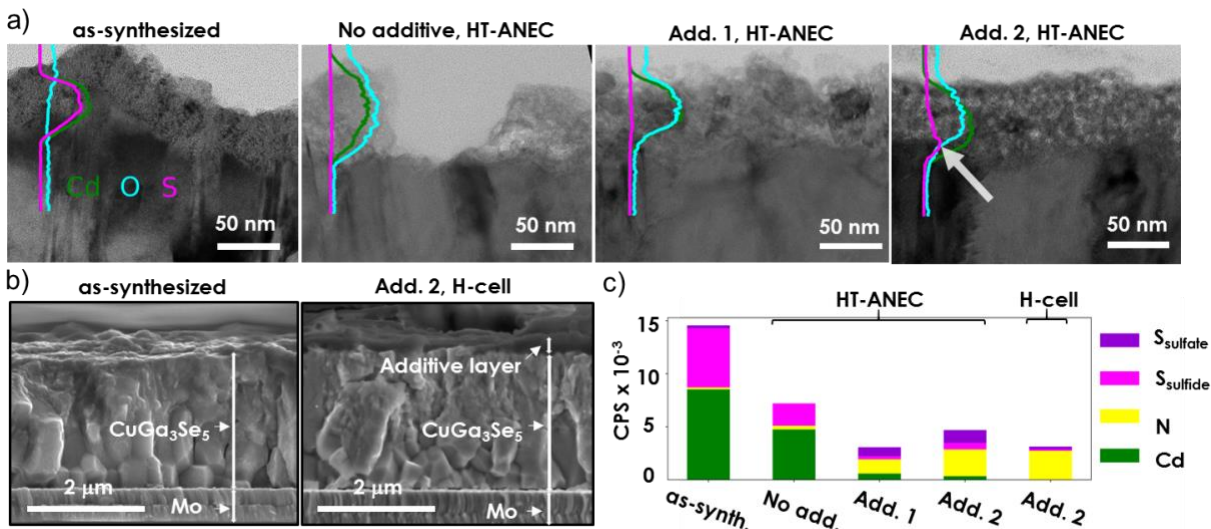 a)
as-synthesized
No additive, HT-ANEC
Add. 1, HT-ANEC
Add. 2, HT-ANEC
Cd O S
50 nm
50 nm
50 nm
50 nm
b)
as-synthesized
Add. 2, H-cell
CuGa₃Se₅
2 μm
Mo
Additive layer
CuGa₃Se₅
2 μm
Mo
c)
HT-ANEC
H-cell
CPS x 10⁻³
15
10
5
0
as-synth.
No add.
Add. 1
Add. 2
Add. 2
S sulfate
S sulfide
N
Cd